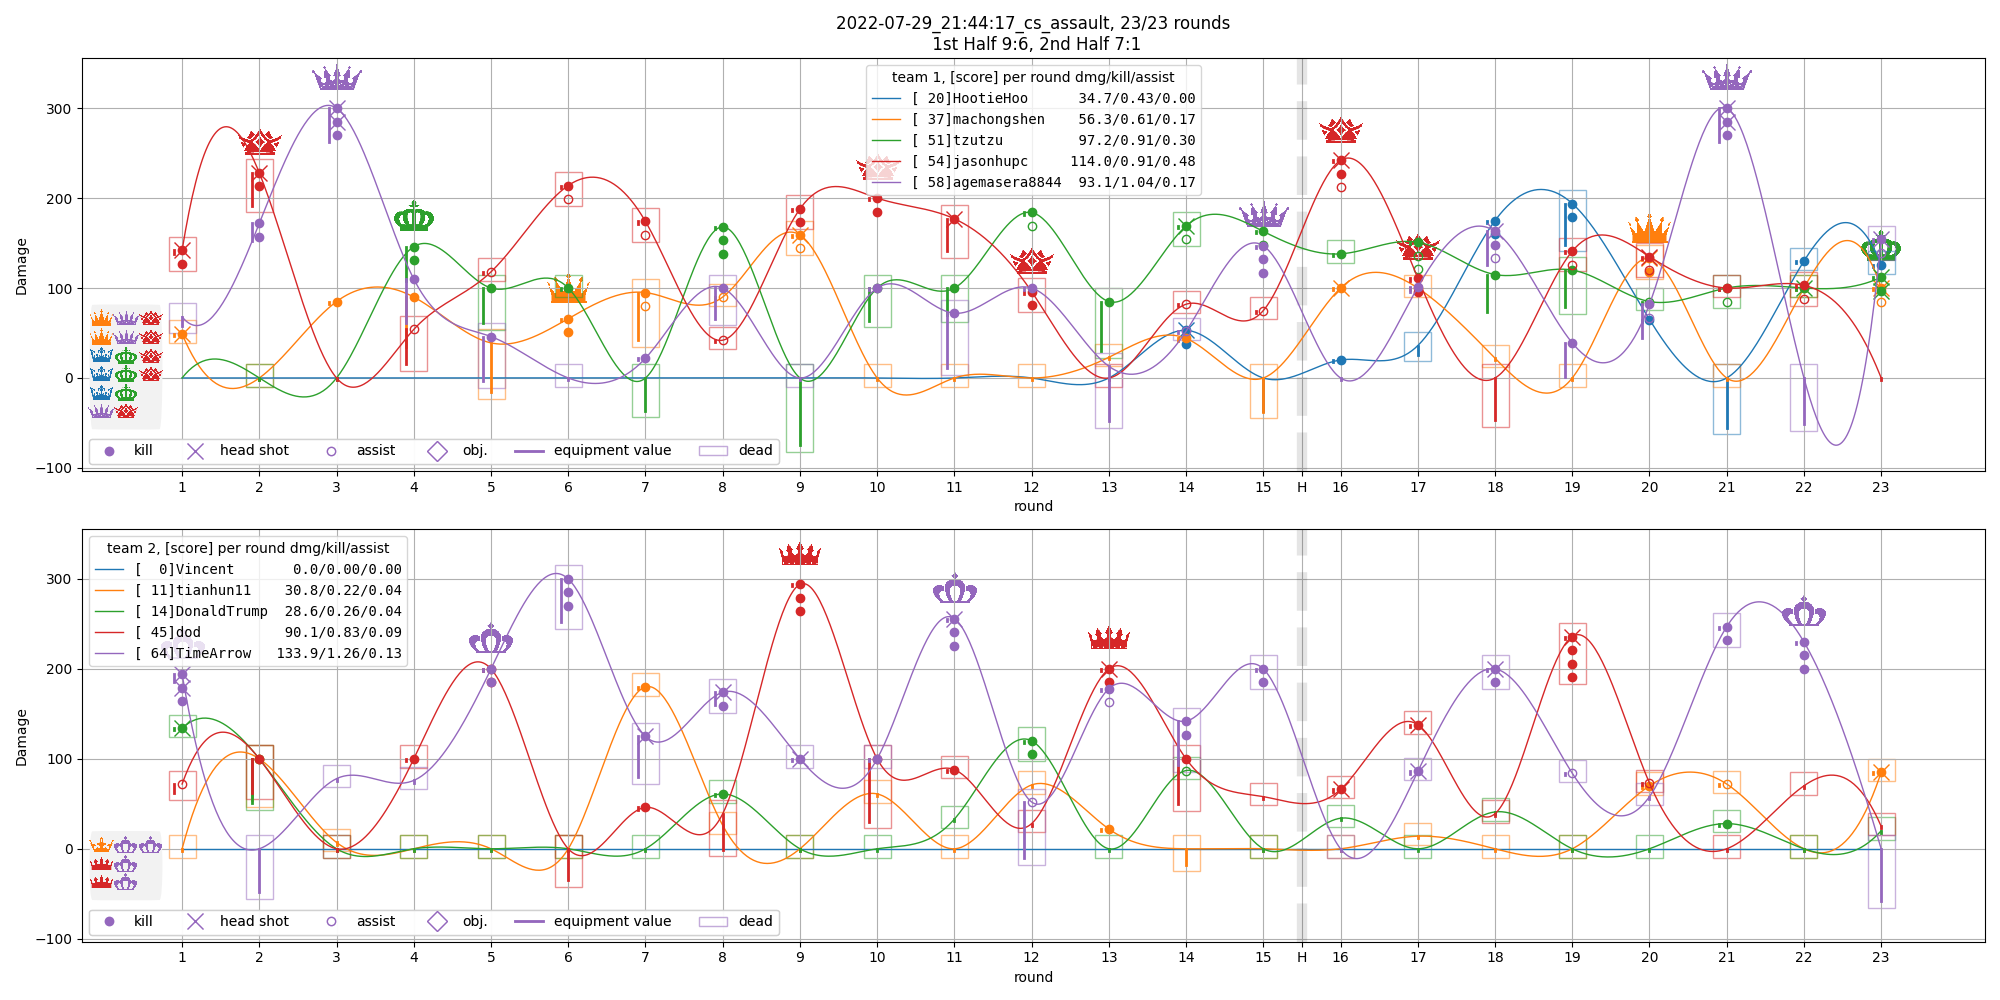 2022-07-29_21:44:17_cs_assault, 23/23 rounds
1st Half 9:6, 2nd Half 7:1
Damage
300
200
100
0
−100
team 1, [score] per round dmg/kill/assist
[ 20]HootieHoo 34.7/0.43/0.00
[ 37]machongshen 56.3/0.61/0.17
[ 51]tzutzu 97.2/0.91/0.30
[ 54]jasonhupc 114.0/0.91/0.48
[ 58]agemasera8844 93.1/1.04/0.17
kill head shot assist obj. equipment value dead
1 2 3 4 5 6 7 8 9 10 11 12 13 14 15 H 16 17 18 19 20 21 22 23
round
Damage
300
200
100
0
−100
team 2, [score] per round dmg/kill/assist
[ 0]Vincent 0.0/0.00/0.00
[ 11]tianhun11 30.8/0.22/0.04
[ 14]DonaldTrump 28.6/0.26/0.04
[ 45]dod 90.1/0.83/0.09
[ 64]TimeArrow 133.9/1.26/0.13
kill head shot assist obj. equipment value dead
1 2 3 4 5 6 7 8 9 10 11 12 13 14 15 H 16 17 18 19 20 21 22 23
round